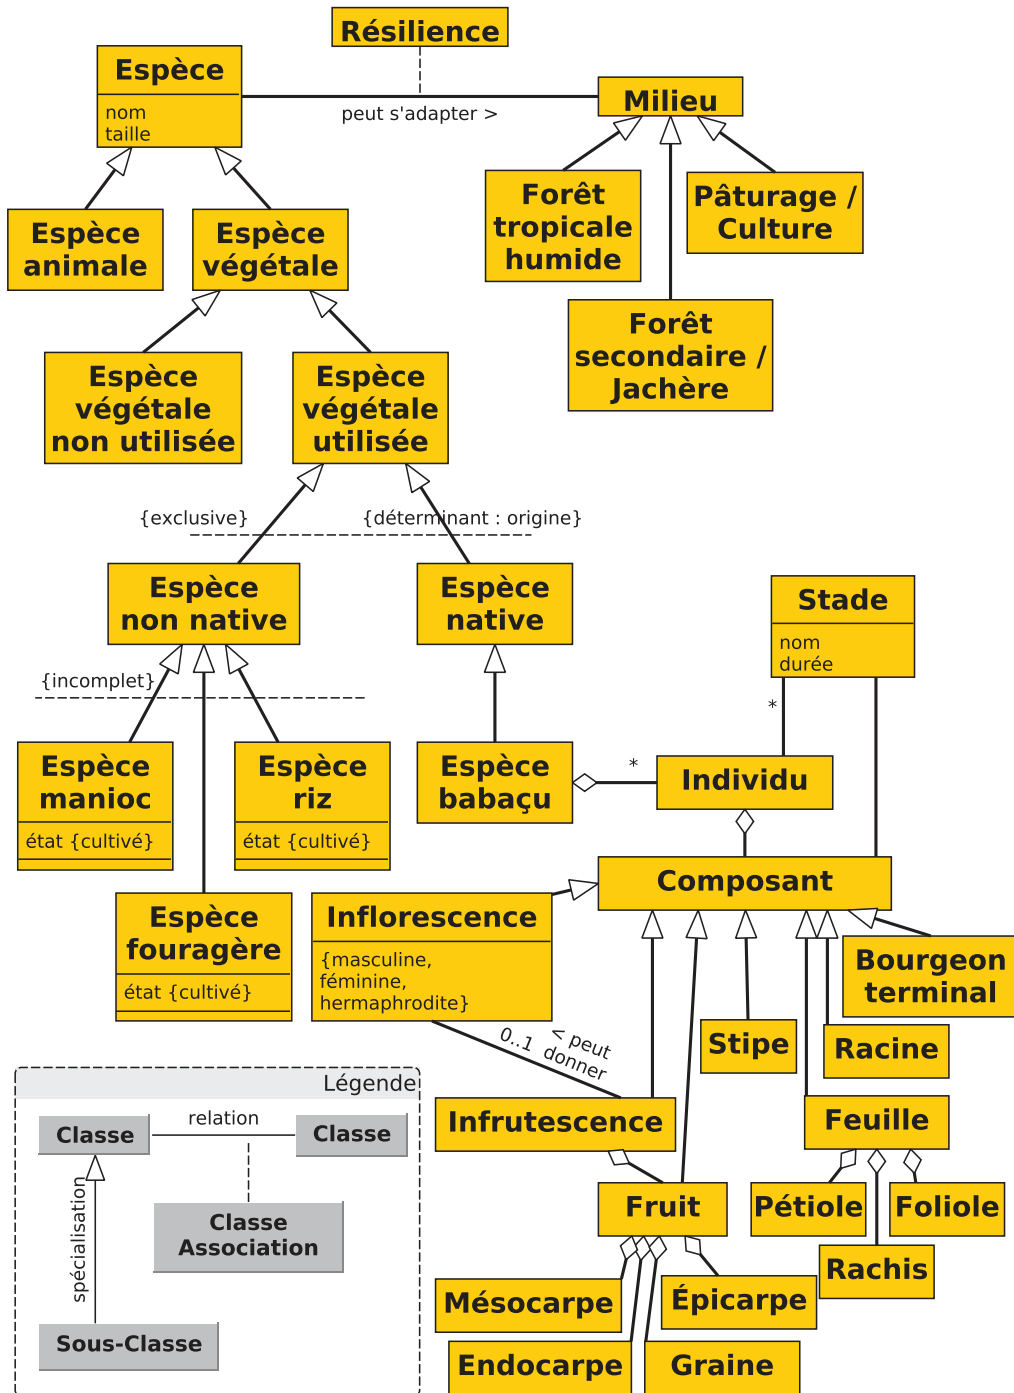 Résilience
Espèce
nom
taille
peut s'adapter >
Milieu
Forêt
tropicale
humide
Pâturage /
Culture
Espèce
animale
Espèce
végétale
Forêt
secondaire /
Jachère
Espèce
végétale
non utilisée
Espèce
végétale
utilisée
{exclusive}
{déterminant : origine}
Espèce
non native
Espèce
native
Stade
nom
durée
{incomplet}
*
Espèce
manioc
état {cultivé}
Espèce
riz
état {cultivé}
Espèce
babaçu
*
Individu
Composant
Espèce
fouragère
état {cultivé}
Inflorescence
{masculine,
féminine,
hermaphrodite}
Bourgeon
terminal
Stipe
Racine
0..1
< peut
donner
Infrutescence
Feuille
Fruit
Pétiole
Foliole
Rachis
Mésocarpe
Épicarpe
Endocarpe
Graine
Légende
Classe
relation
Classe
spécialisation
Classe
Association
Sous-Classe